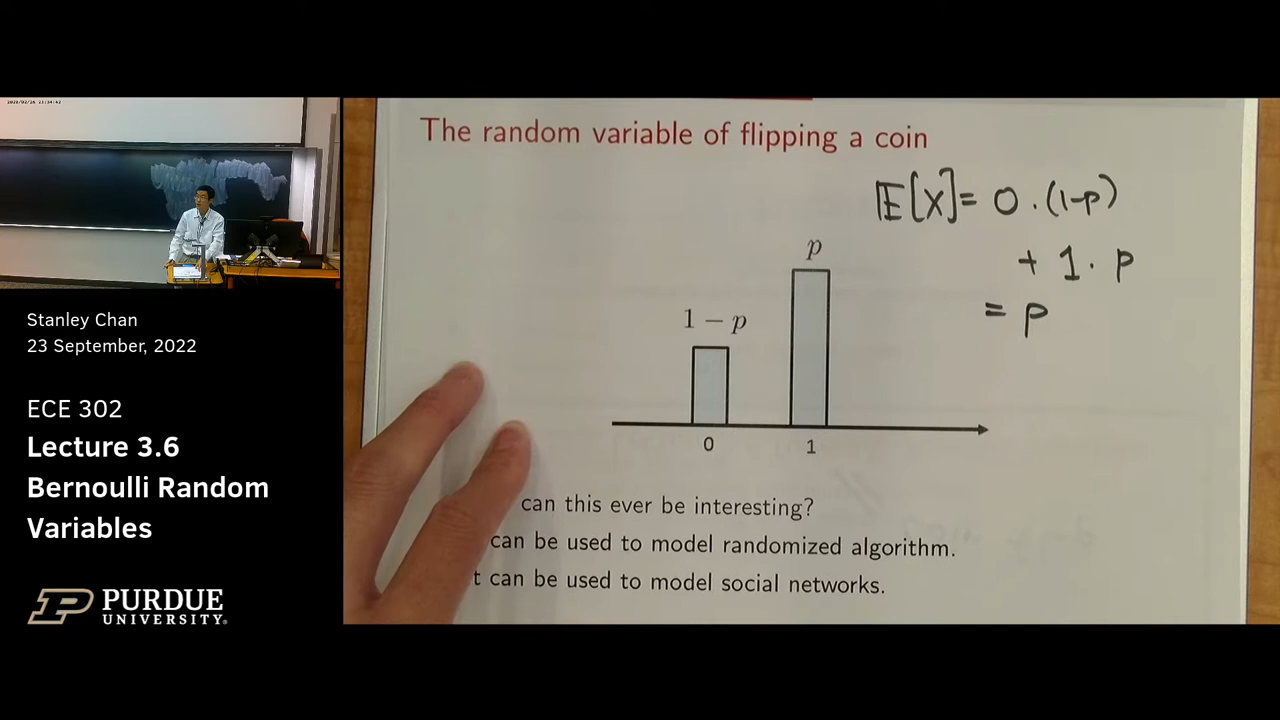 Stanley Chan
23 September, 2022
ECE 302
Lecture 3.6
Bernoulli Random
Variables
PURDUE
UNIVERSITY.
The random variable of flipping a coin
𝔼[X] = 0 · (1-p)
+ 1 · p
= p
p
1 − p
0 1
can this ever be interesting?
can be used to model randomized algorithm.
t can be used to model social networks.